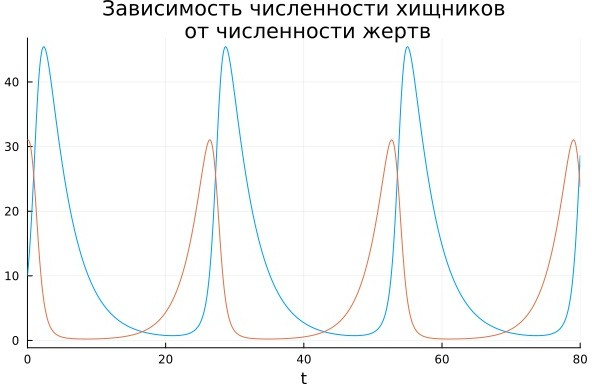 Зависимость численности хищников
от численности жертв
40
30
20
10
0
0 20 40 60 80
t